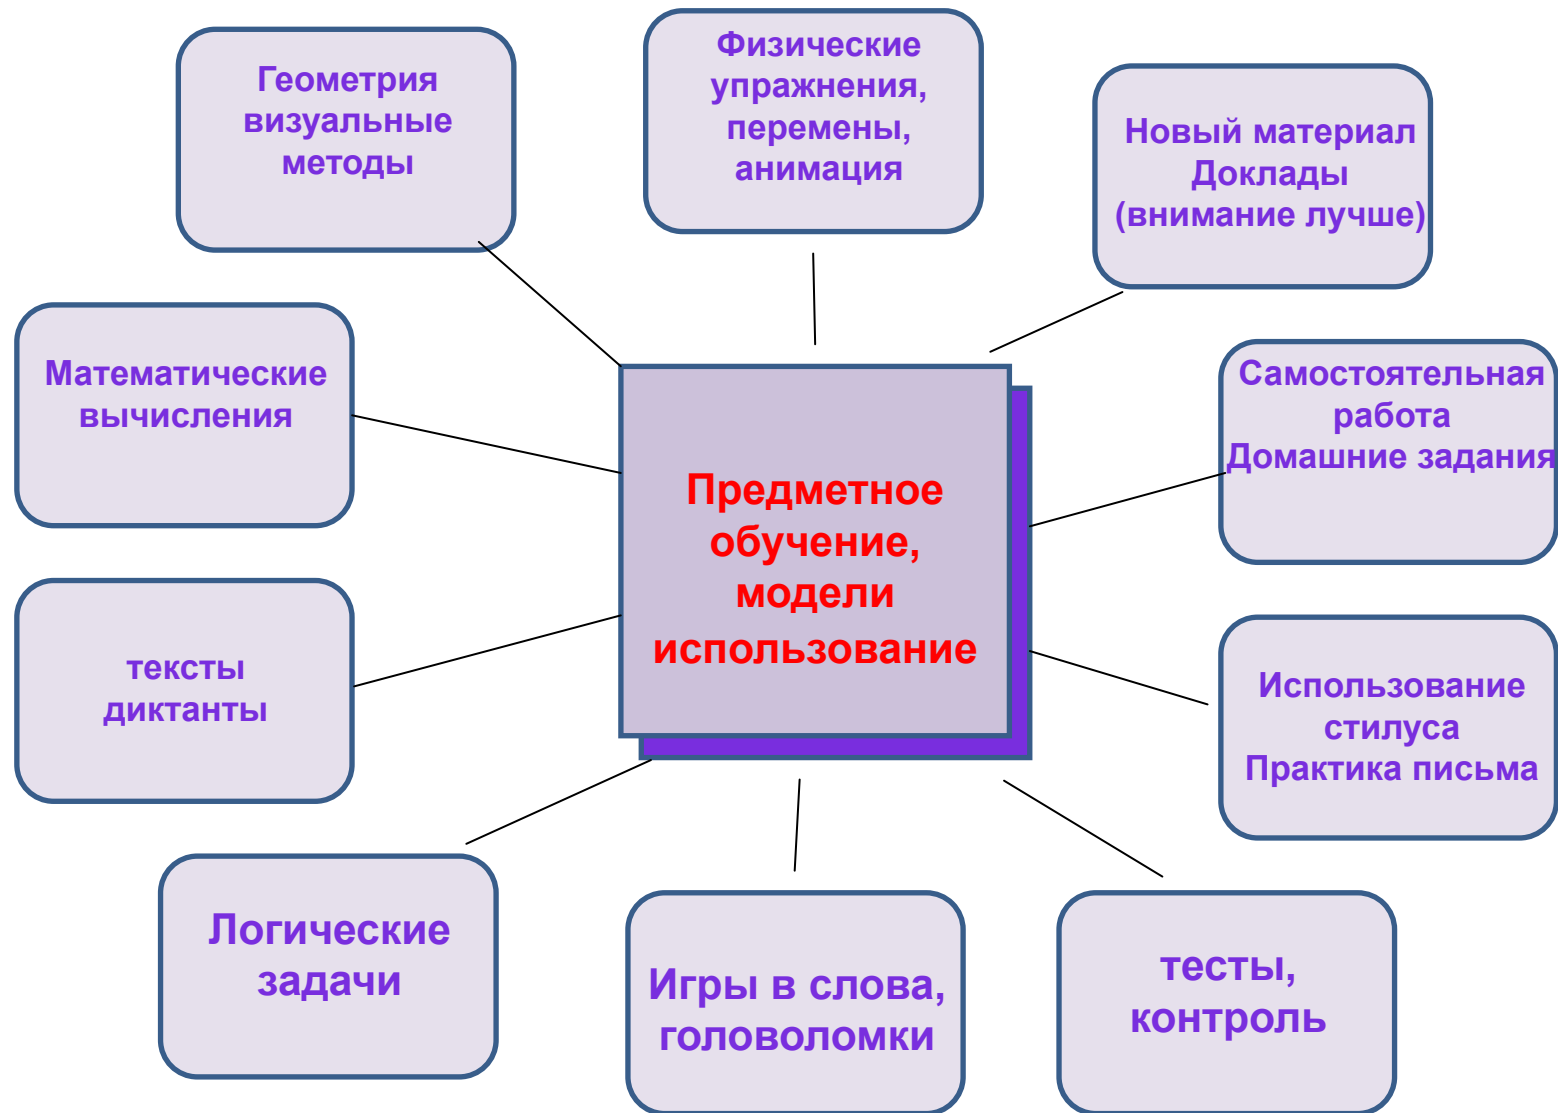 Геометрия
визуальные
методы
Физические
упражнения,
перемены,
анимация
Новый материал
Доклады
(внимание лучше)
Математические
вычисления
Самостоятельная
работа
Домашние задания
Предметное
обучение,
модели
использование
тексты
диктанты
Использование
стилуса
Практика письма
Логические
задачи
Игры в слова,
головоломки
тесты,
контроль